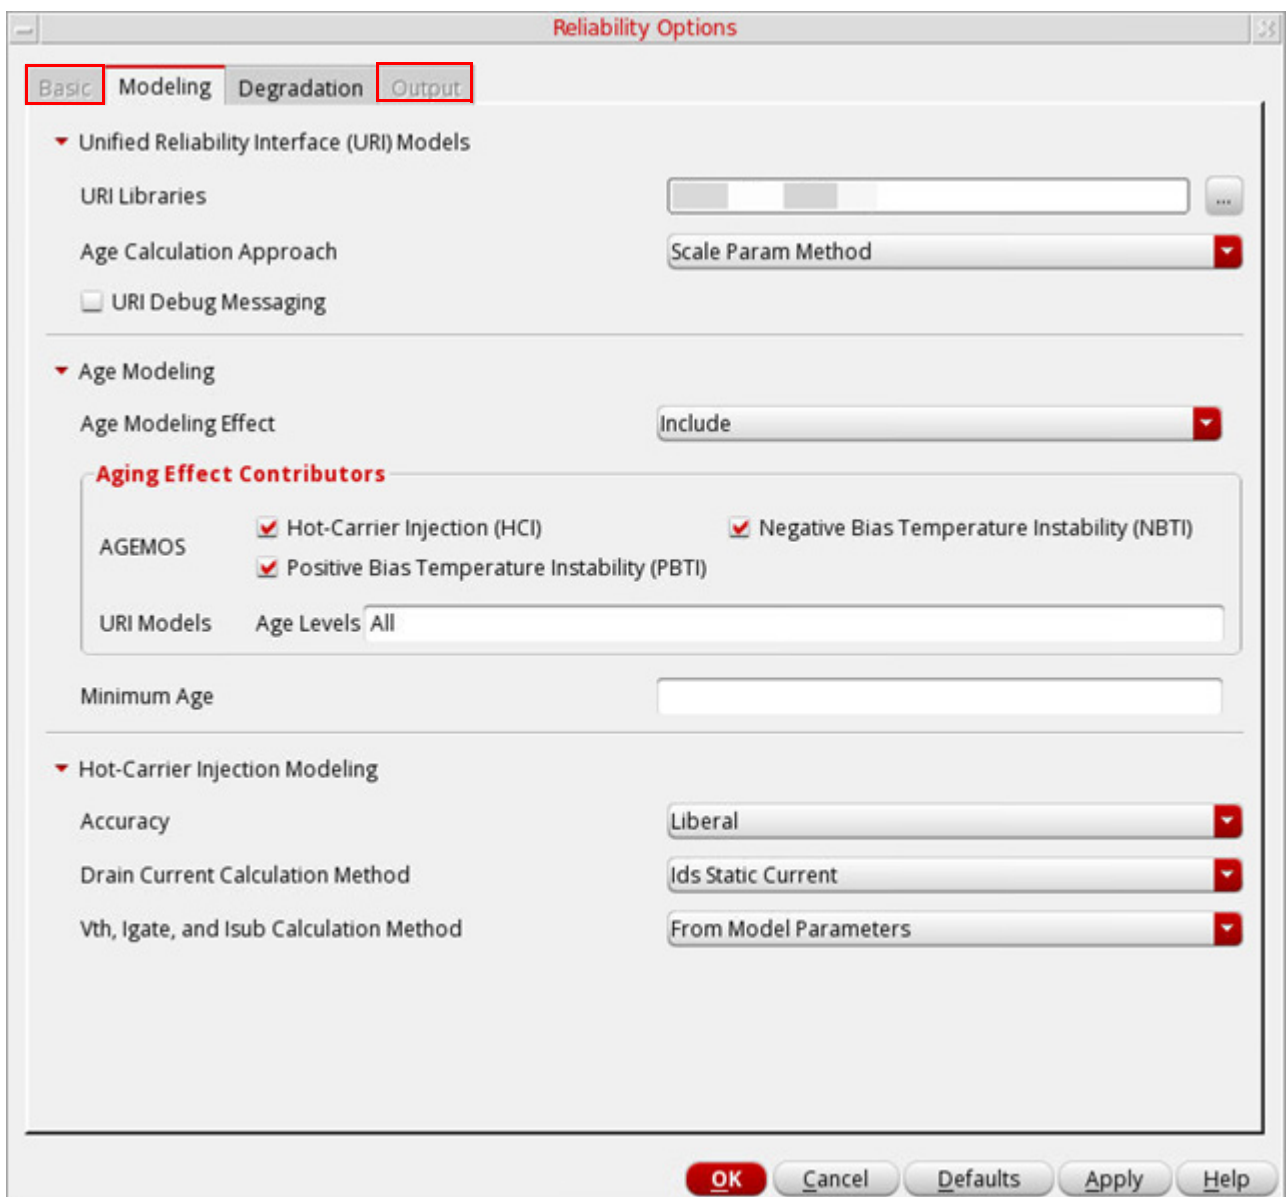 Reliability Options
Basic Modeling Degradation Output
Unified Reliability Interface (URI) Models
URI Libraries ...
Age Calculation Approach Scale Param Method
URI Debug Messaging
Age Modeling
Age Modeling Effect Include
Aging Effect Contributors
AGEMOS Hot-Carrier Injection (HCI) Negative Bias Temperature Instability (NBTI)
Positive Bias Temperature Instability (PBTI)
URI Models Age Levels All
Minimum Age
Hot-Carrier Injection Modeling
Accuracy Liberal
Drain Current Calculation Method Ids Static Current
Vth, Igate, and Isub Calculation Method From Model Parameters
OK Cancel Defaults Apply Help